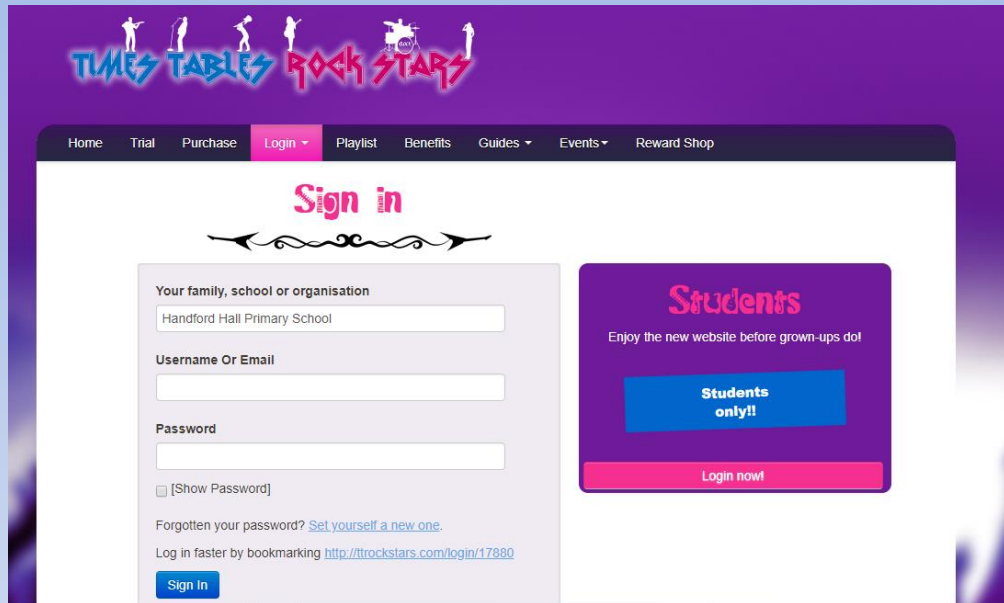 TIMES TABLES ROCK STARS
Home Trial Purchase Login Playlist Benefits Guides Events Reward Shop
Sign in
Your family, school or organisation
Handford Hall Primary School
Username Or Email
Password
[Show Password]
Forgotten your password? Set yourself a new one.
Log in faster by bookmarking http://ttrockstars.com/login/17880
Sign In
Students
Enjoy the new website before grown-ups do!
Students
only!!
Login now!